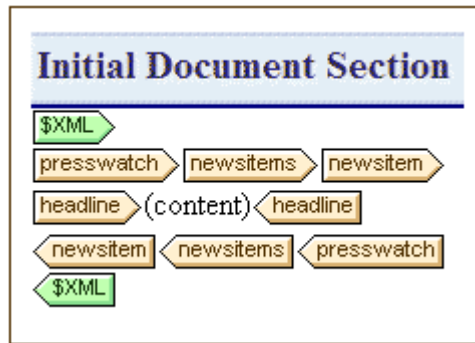 Initial Document Section
$XML
presswatch newsitems newsitem
headline (content) headline
newsitem newsitems presswatch
$XML